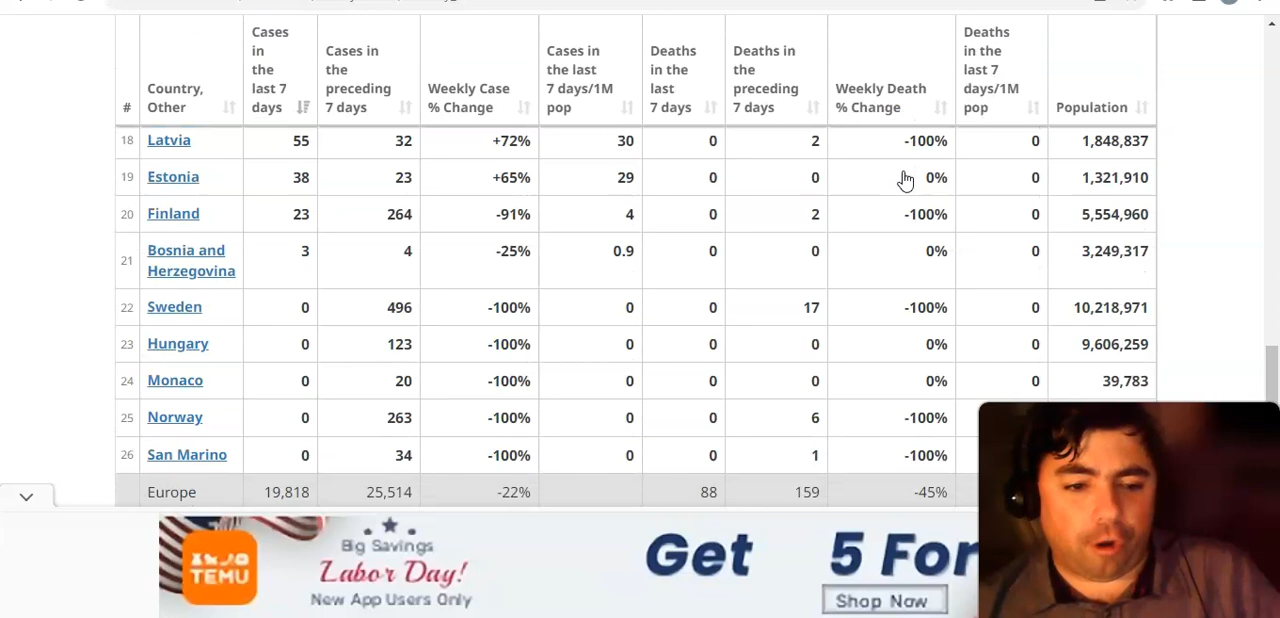 # Country, Other Cases in the last 7 days Cases in the preceding 7 days Weekly Case % Change Cases in the last 7 days/1M pop Deaths in the last 7 days Deaths in the preceding 7 days Weekly Death % Change Deaths in the last 7 days/1M pop Population
18 Latvia 55 32 +72% 30 0 2 -100% 0 1,848,837
19 Estonia 38 23 +65% 29 0 0 0% 0 1,321,910
20 Finland 23 264 -91% 4 0 2 -100% 0 5,554,960
21 Bosnia and Herzegovina 3 4 -25% 0.9 0 0 0% 0 3,249,317
22 Sweden 0 496 -100% 0 0 17 -100% 0 10,218,971
23 Hungary 0 123 -100% 0 0 0 0% 0 9,606,259
24 Monaco 0 20 -100% 0 0 0 0% 0 39,783
25 Norway 0 263 -100% 0 0 6 -100%
26 San Marino 0 34 -100% 0 0 1 -100%
Europe 19,818 25,514 -22% 88 159 -45%
TEMU
Big Savings
Labor Day!
New App Users Only
Get 5 For
Shop Now